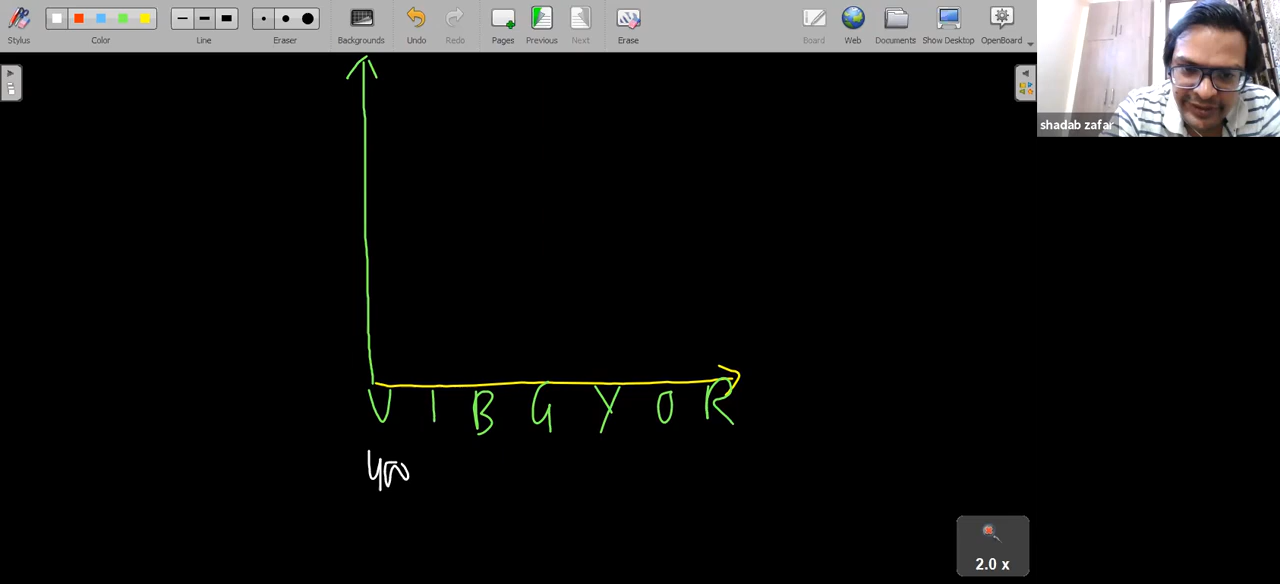 Stylus Color Line Eraser Backgrounds Undo Redo Pages Previous Next Erase Board Web Documents Show Desktop OpenBoard
shadab zafar
V I B G Y O R
400
2.0 x